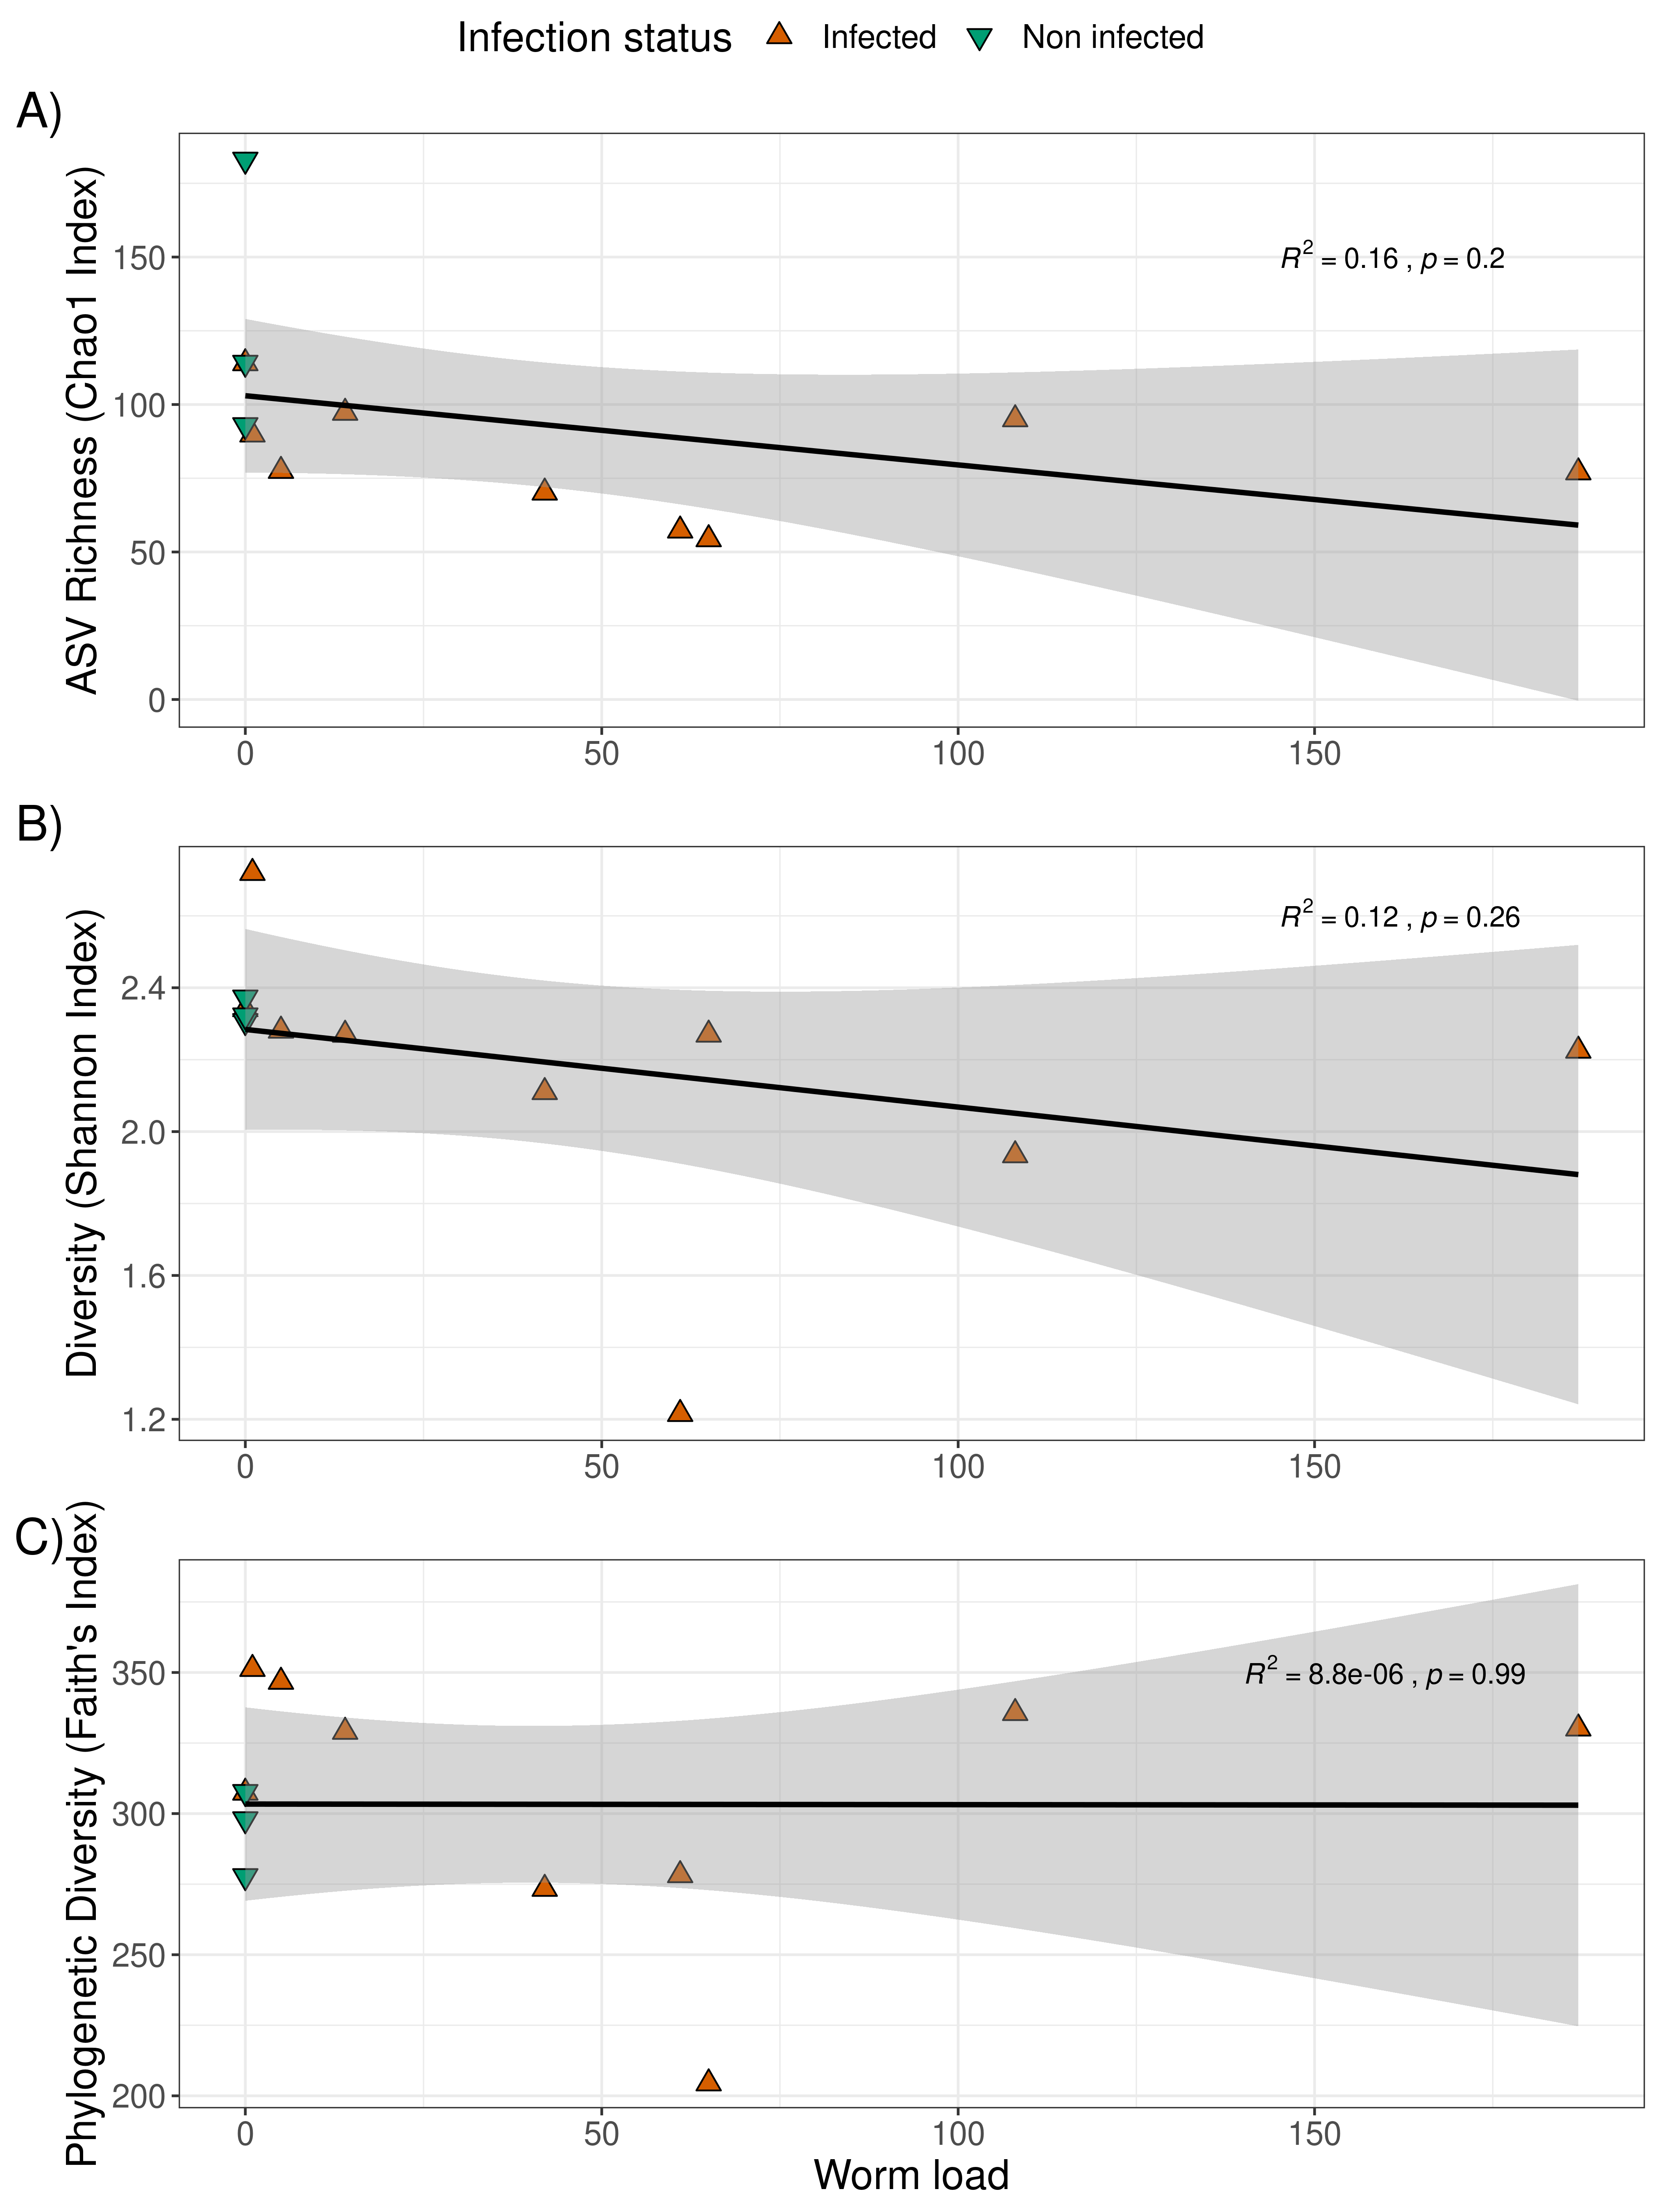 Infection status Infected Non infected
A)
ASV Richness (Chao1 Index)
150
100
50
0
R² = 0.16 , p = 0.2
0 50 100 150
B)
Diversity (Shannon Index)
2.4
2.0
1.6
1.2
R² = 0.12 , p = 0.26
0 50 100 150
C)
Phylogenetic Diversity (Faith's Index)
350
300
250
200
R² = 8.8e-06 , p = 0.99
0 50 100 150
Worm load